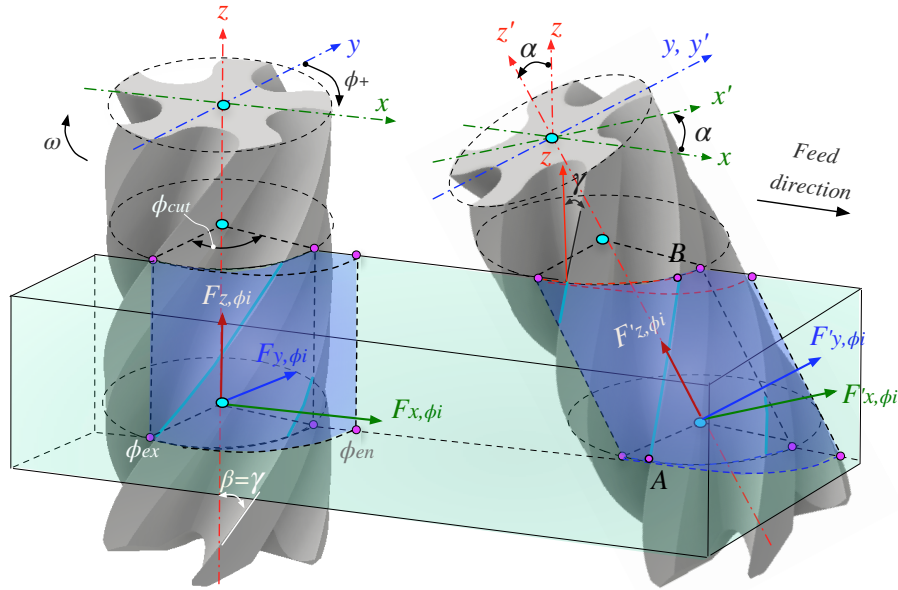 z
y
ϕ+
x
ω
ϕcut
Fz,ϕi
Fy,ϕi
Fx,ϕi
ϕex
ϕen
β=γ
z'
α
z
y, y'
x'
α
x
z
γ
Feed
direction
B
F'z,ϕi
F'y,ϕi
F'x,ϕi
A